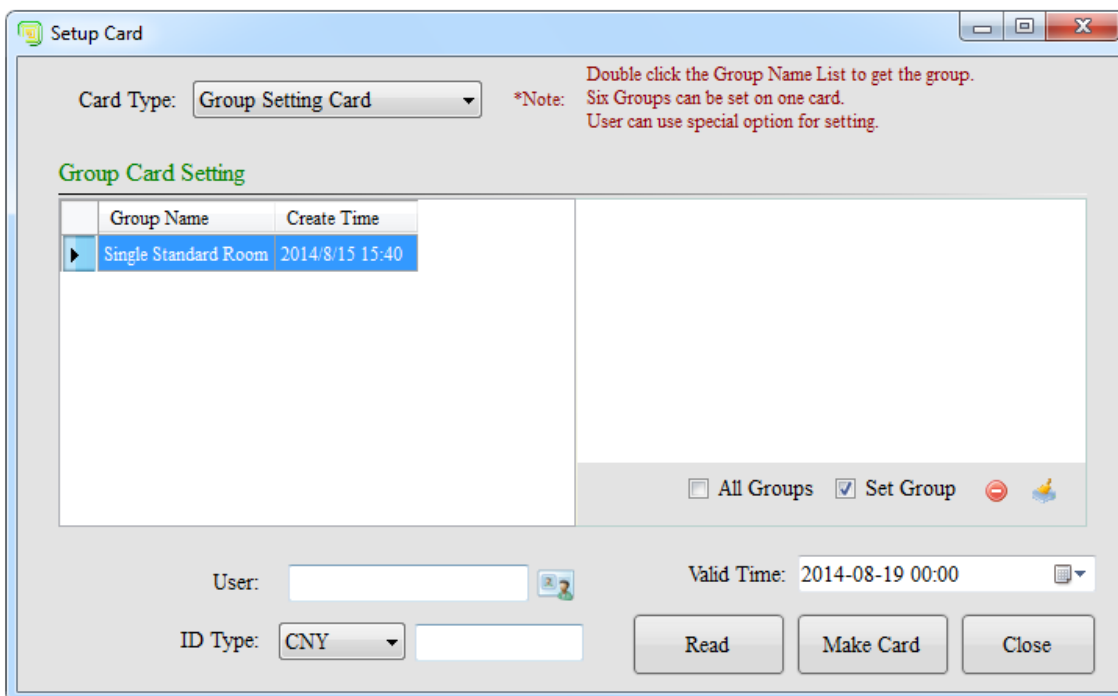 Setup Card
Card Type: Group Setting Card
*Note: Double click the Group Name List to get the group.
Six Groups can be set on one card.
User can use special option for setting.
Group Card Setting
Group Name Create Time
Single Standard Room 2014/8/15 15:40
All Groups Set Group
User:
Valid Time: 2014-08-19 00:00
ID Type: CNY
Read Make Card Close